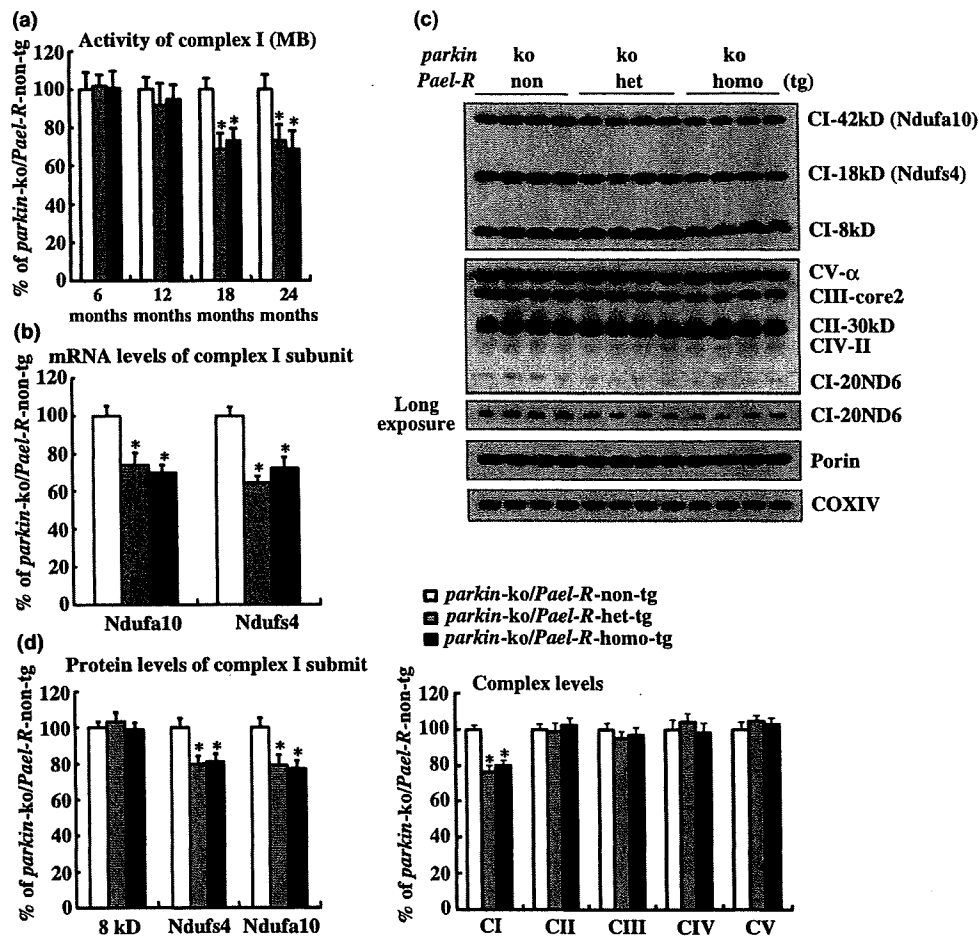 (a)
Activity of complex I (MB)
% of parkin-ko/Pael-R-non-tg
120
100
80
60
40
20
0
* * * *
6 12 18 24
months months months months
(b)
mRNA levels of complex I subunit
% of parkin-ko/Pael-R-non-tg
120
100
80
60
40
20
0
* * * *
Ndufa10 Ndufs4
(c)
parkin ko ko ko
Pael-R non het homo (tg)
CI-42kD (Ndufa10)
CI-18kD (Ndufs4)
CI-8kD
CV-α
CIII-core2
CII-30kD
CIV-II
CI-20ND6
Long
exposure
CI-20ND6
Porin
COXIV
parkin-ko/Pael-R-non-tg
parkin-ko/Pael-R-het-tg
parkin-ko/Pael-R-homo-tg
(d)
Protein levels of complex I submit
% of parkin-ko/Pael-R-non-tg
120
100
80
60
40
20
0
* * * *
8 kD Ndufs4 Ndufa10
Complex levels
% of parkin-ko/Pael-R-non-tg
120
100
80
60
40
20
0
* *
CI CII CIII CIV CV